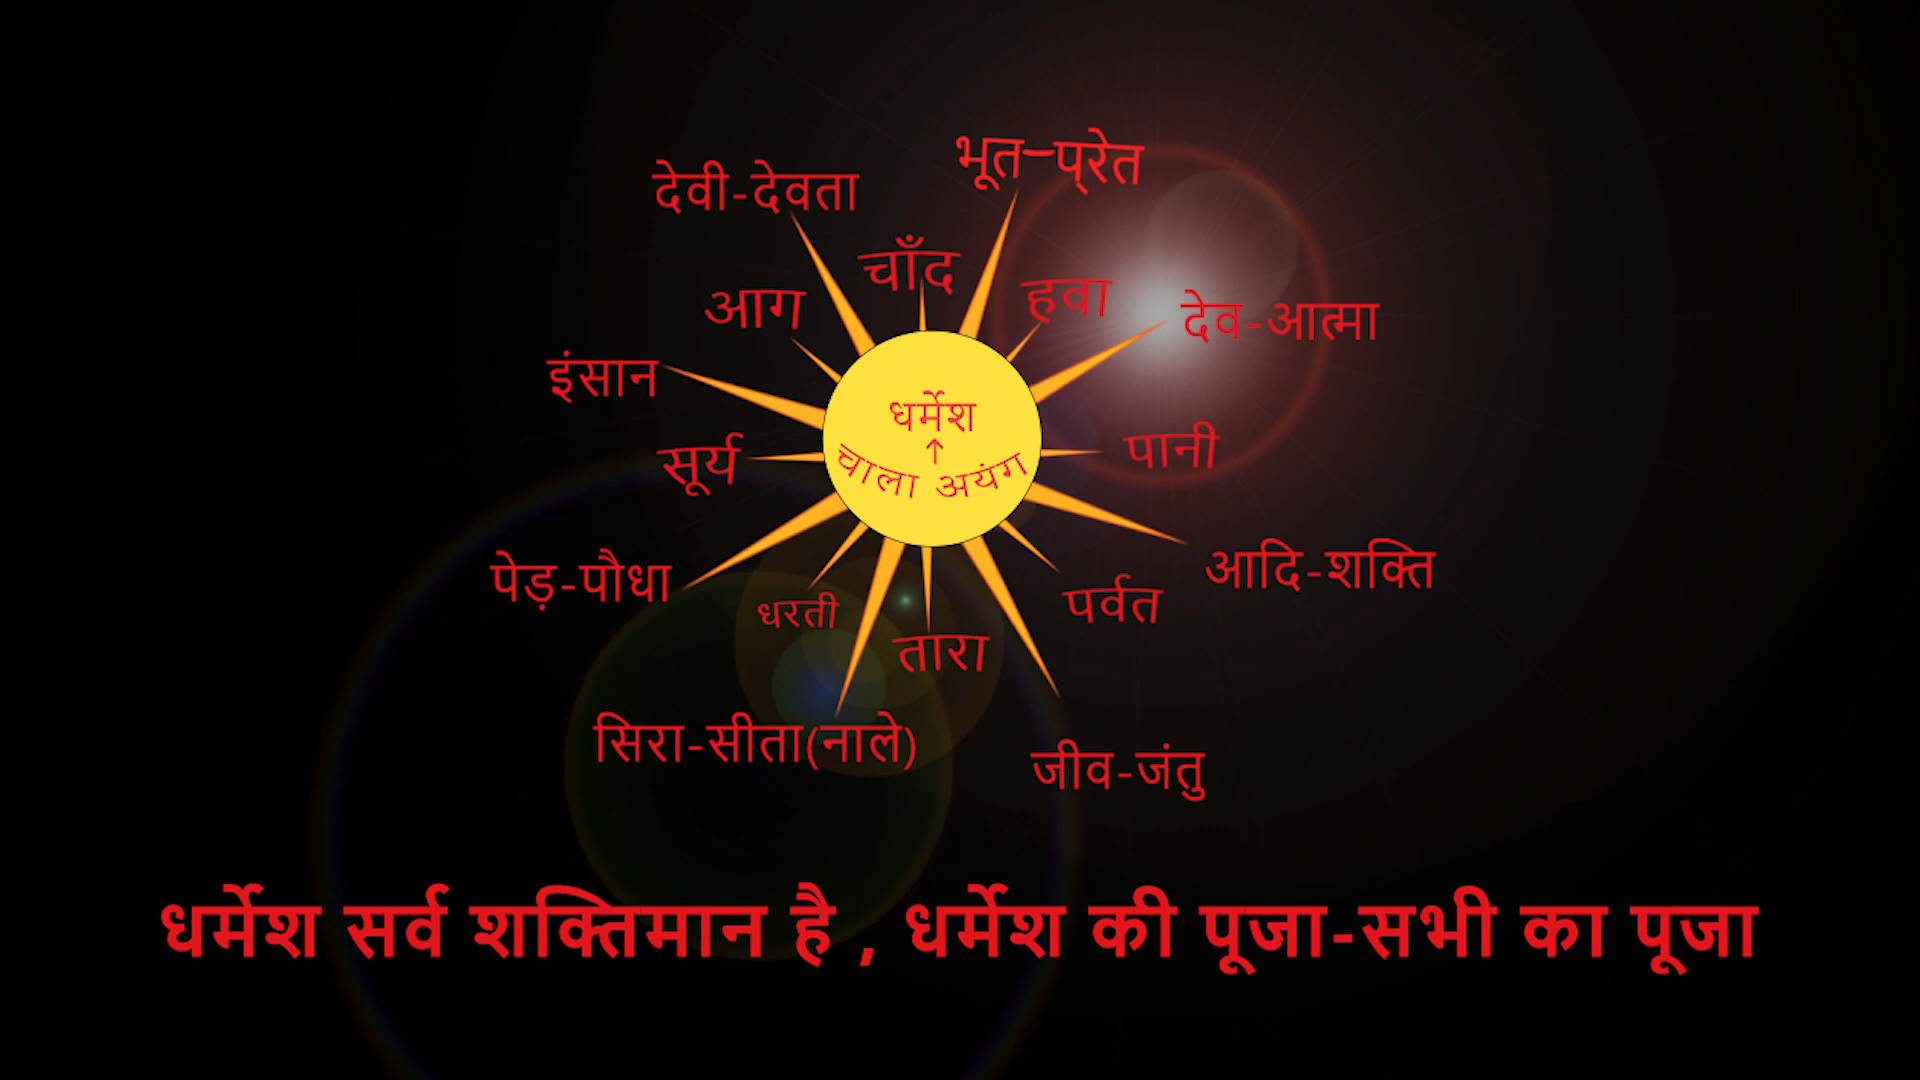 भूत-प्रेत
देवी-देवता
चाँद
हवा
आग
देव-आत्मा
इंसान
धर्मेश
↑
चाला अयंग
सूर्य
पानी
पेड़-पौधा
आदि-शक्ति
धरती
पर्वत
तारा
सिरा-सीता(नाले)
जीव-जंतु
धर्मेश सर्व शक्तिमान है , धर्मेश की पूजा-सभी का पूजा